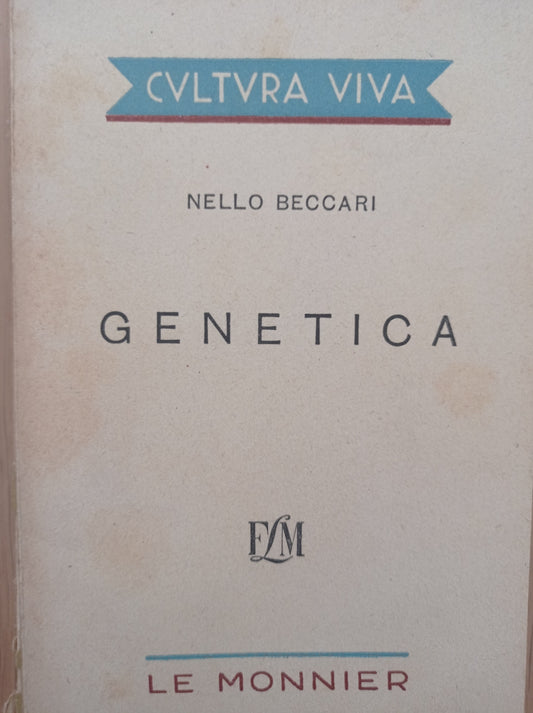 CVLTVRA VIVA
NELLO BECCARI
GENETICA
FLM
LE MONNIER